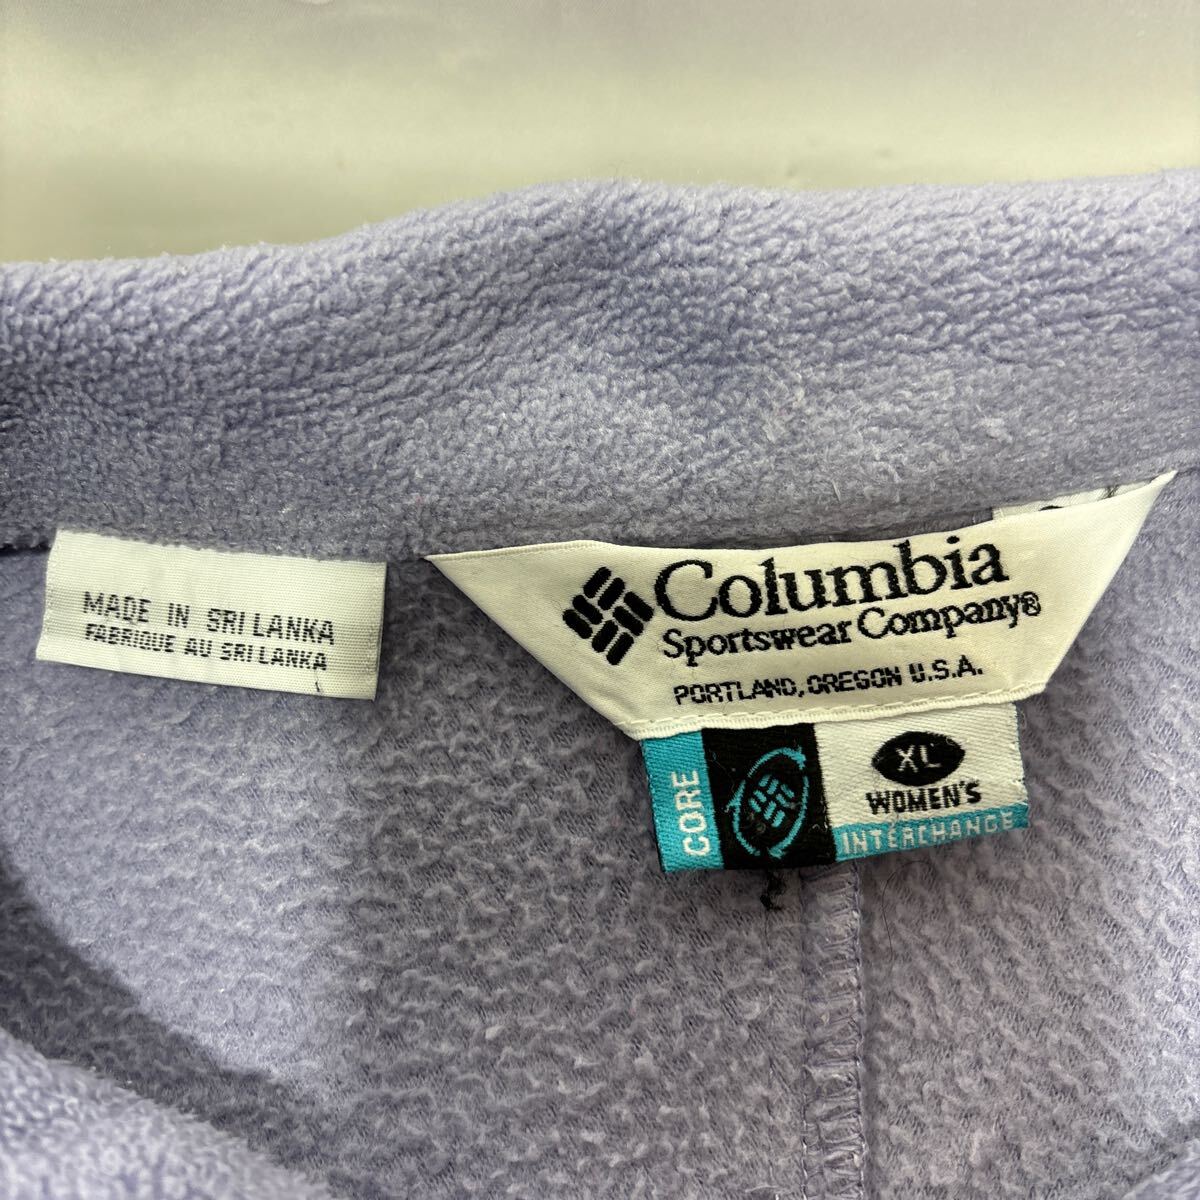 MADE IN SRI LANKA
FABRIQUE AU SRI LANKA
Columbia
Sportswear Company®
PORTLAND, OREGON U.S.A.
CORE
XL
WOMEN'S
INTERCHANGE